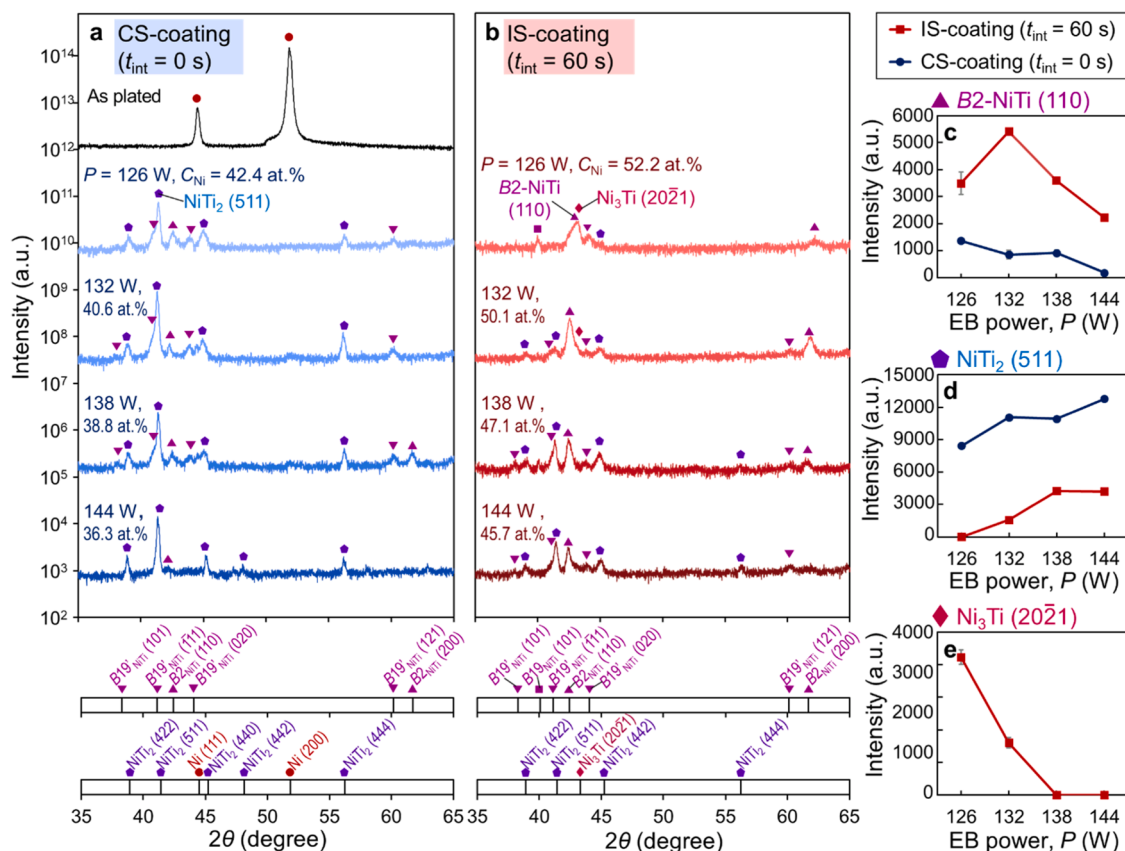 a CS-coating
(tint = 0 s)
As plated
P = 126 W, CNi = 42.4 at.%
NiTi2 (511)
132 W,
40.6 at.%
138 W,
38.8 at.%
144 W ,
36.3 at.%
Intensity (a.u.)
10^14
10^13
10^12
10^11
10^10
10^9
10^8
10^7
10^6
10^5
10^4
10^3
10^2
B19′NiTi (101)
B19′NiTi (1̄11)
B2NiTi (110)
B19′NiTi (020)
B19′NiTi (121)
B2NiTi (200)
NiTi2 (422)
NiTi2 (511)
Ni (111)
NiTi2 (440)
NiTi2 (442)
Ni (200)
NiTi2 (444)
35 45 55 65
2θ (degree)
b IS-coating
(tint = 60 s)
P = 126 W, CNi = 52.2 at.%
B2-NiTi
(110)
Ni3Ti (202̄1)
132 W,
50.1 at.%
138 W ,
47.1 at.%
144 W ,
45.7 at.%
B19′NiTi (101)
B19NiTi (101)
B19′NiTi (1̄11)
B2NiTi (110)
B19′NiTi (020)
B19′NiTi (121)
B2NiTi (200)
NiTi2 (422)
NiTi2 (511)
Ni3Ti (202̄1)
NiTi2 (442)
NiTi2 (444)
35 40 45 50 55 60 65
2θ (degree)
IS-coating (tint = 60 s)
CS-coating (tint = 0 s)
B2-NiTi (110)
c
Intensity (a.u.)
6000
5000
4000
3000
2000
1000
0
126 132 138 144
EB power, P (W)
NiTi2 (511)
d
Intensity (a.u.)
15000
12000
9000
6000
3000
0
126 132 138 144
EB power, P (W)
Ni3Ti (202̄1)
e
Intensity (a.u.)
4000
3000
2000
1000
0
126 132 138 144
EB power, P (W)